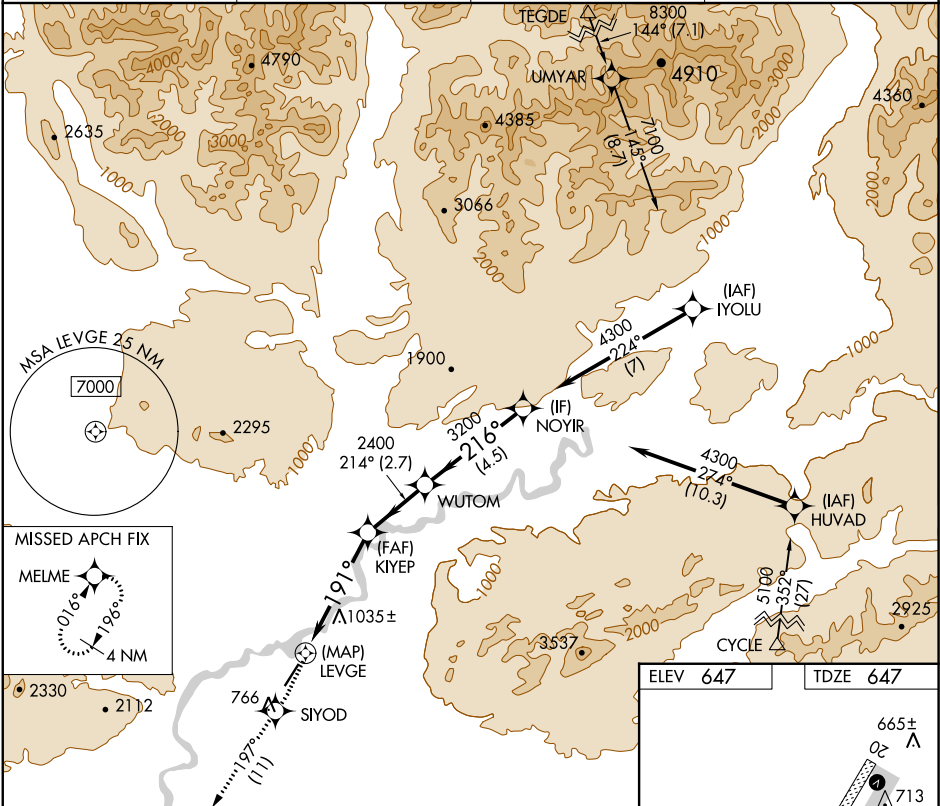 TEGDE
8300
144° (7.1)
4000
4790
UMYAR
4910
3000
4360
2635
2000
4385
7100
145°
(8.7)
2000
3000
1000
3066
2000
1000
2000
(IAF)
IYOLU
4300
224°
(7)
1000
MSA LEVGE 25 NM
7000
1900
(IF)
NOYIR
3200
216°
(4.5)
2295
2400
214° (2.7)
1000
4300
274°
(10.3)
WUTOM
(IAF)
HUVAD
MISSED APCH FIX
(FAF)
KIYEP
MELME
016°
196°
4 NM
191°
1000
5100
352°
(27)
1035±
2925
3537
2000
CYCLE
(MAP)
LEVGE
2330
2112
766
SIYOD
197°
(11)
ELEV 647
TDZE 647
665±
20
V
713